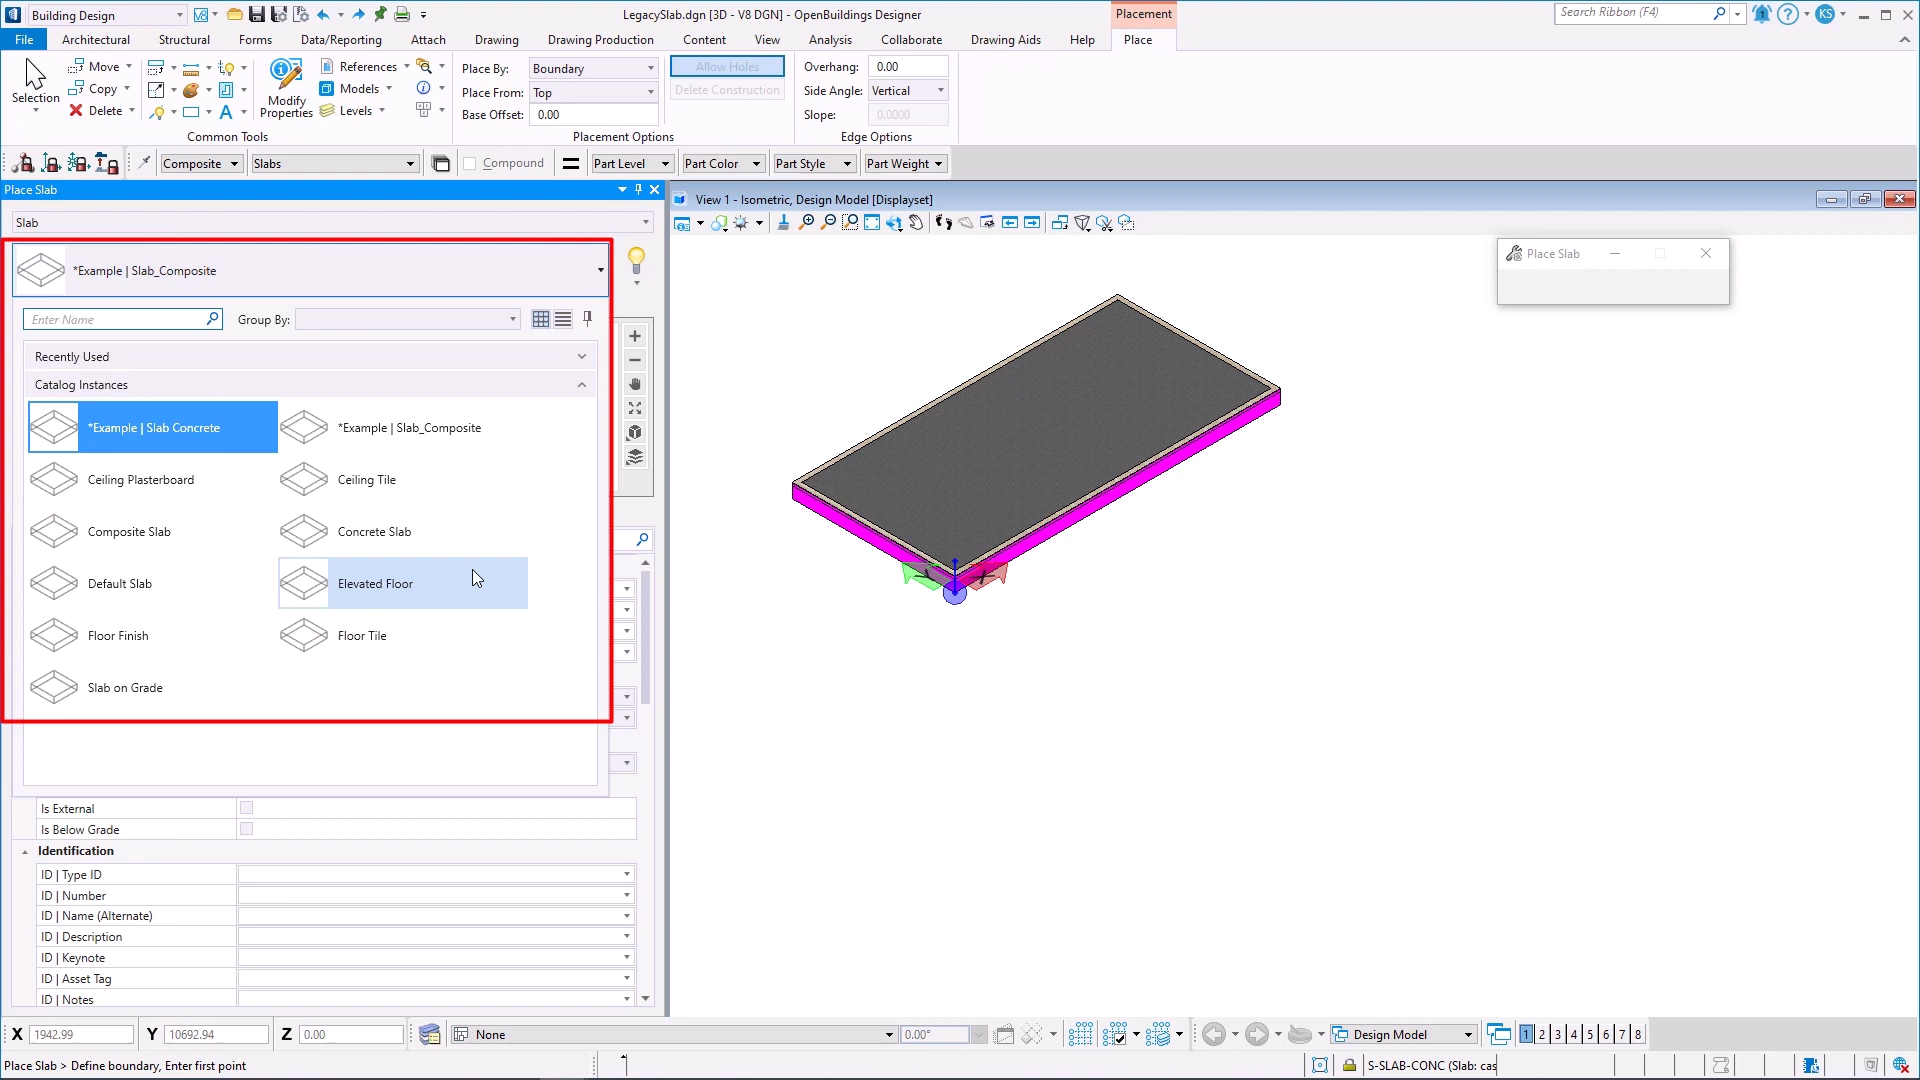 Building Design
LegacySlab.dgn [3D - V8 DGN] - OpenBuildings Designer
Placement
Search Ribbon (F4)
KS
File Architectural Structural Forms Data/Reporting Attach Drawing Drawing Production Content View Analysis Collaborate Drawing Aids Help Place
Selection
Move
Copy
Delete
Modify
Properties
References
Models
Levels
Common Tools
Place By: Boundary
Place From: Top
Base Offset: 0.00
Allow Holes
Delete Construction
Placement Options
Overhang: 0.00
Side Angle: Vertical
Slope: 0.0000
Edge Options
Composite Slabs Compound Part Level Part Color Part Style Part Weight
Place Slab
Slab
*Example | Slab_Composite
Enter Name Group By:
Recently Used
Catalog Instances
*Example | Slab Concrete *Example | Slab_Composite
Ceiling Plasterboard Ceiling Tile
Composite Slab Concrete Slab
Default Slab Elevated Floor
Floor Finish Floor Tile
Slab on Grade
Is External
Is Below Grade
Identification
ID | Type ID
ID | Number
ID | Name (Alternate)
ID | Description
ID | Keynote
ID | Asset Tag
ID | Notes
View 1 - Isometric, Design Model [Displayset]
Place Slab
X 1942.99 Y 10692.94 Z 0.00 None 0.00° Design Model 1 2 3 4 5 6 7 8
Place Slab > Define boundary, Enter first point
S-SLAB-CONC (Slab: cas